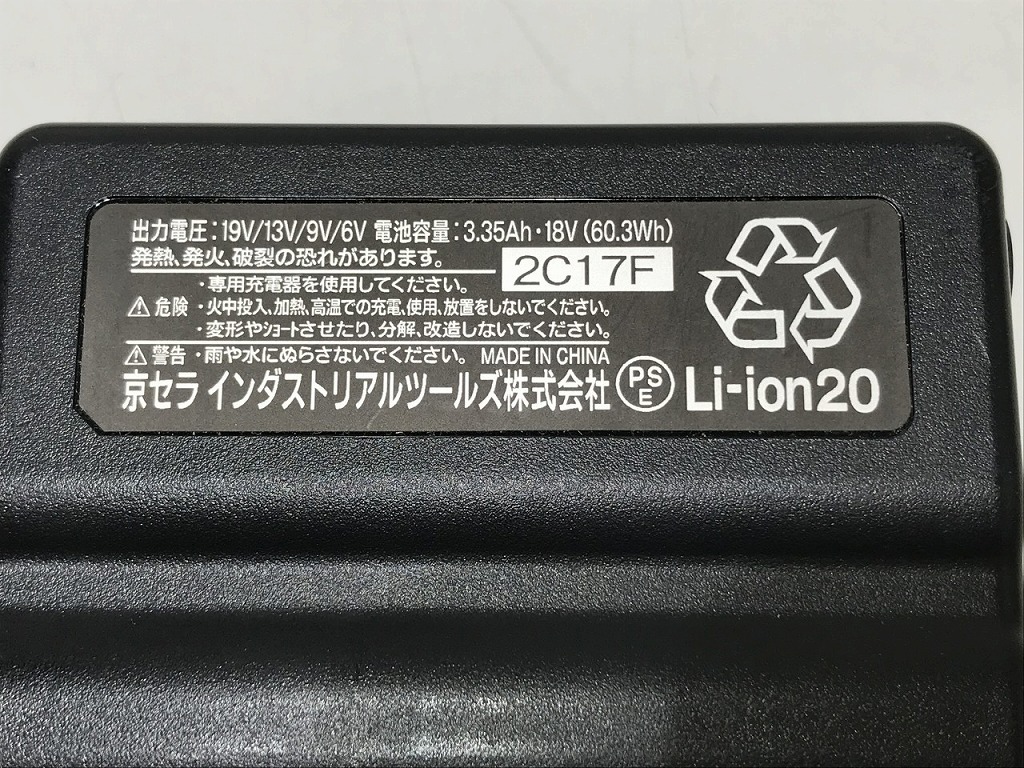 出力電圧:19V/13V/9V/6V 電池容量:3.35Ah・18V(60.3Wh)
発熱、発火、破裂の恐れがあります。
2C17F
・専用充電器を使用してください。
⚠危険 ・火中投入、加熱、高温での充電、使用、放置をしないでください。
・変形やショートさせたり、分解、改造しないでください。
⚠警告 ・雨や水にぬらさないでください。 MADE IN CHINA
京セラ インダストリアルツールズ株式会社 PSE Li-ion20